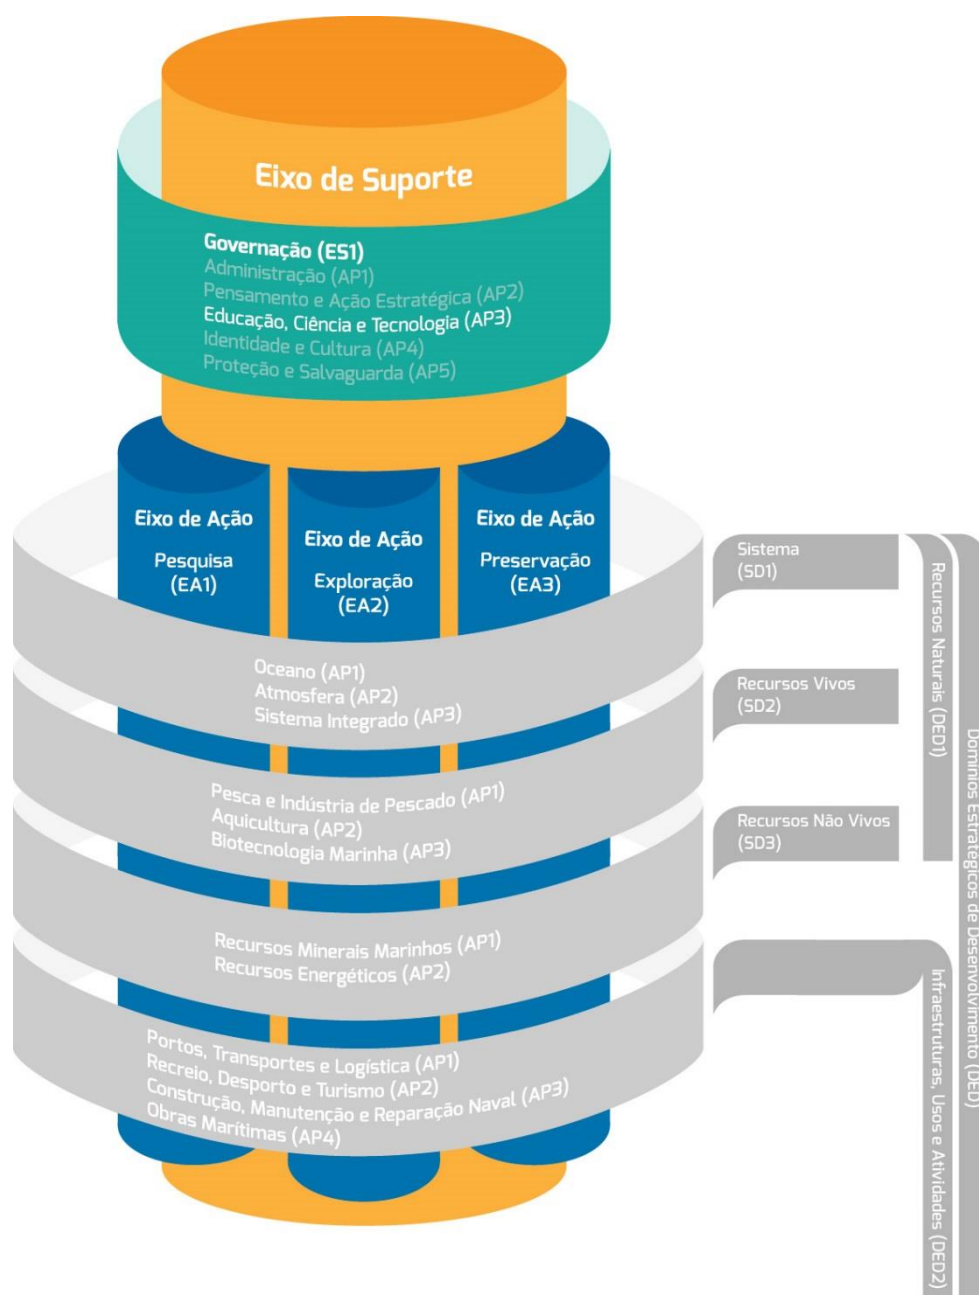 Eixo de Suporte
Governação (ES1)
Administração (AP1)
Pensamento e Ação Estratégica (AP2)
Educação, Ciência e Tecnologia (AP3)
Identidade e Cultura (AP4)
Proteção e Salvaguarda (AP5)
Eixo de Ação
Pesquisa
(EA1)
Eixo de Ação
Exploração
(EA2)
Eixo de Ação
Preservação
(EA3)
Oceano (AP1)
Atmosfera (AP2)
Sistema Integrado (AP3)
Pesca e Indústria de Pescado (AP1)
Aquicultura (AP2)
Biotecnologia Marinha (AP3)
Recursos Minerais Marinhos (AP1)
Recursos Energéticos (AP2)
Portos, Transportes e Logística (AP1)
Recreio, Desporto e Turismo (AP2)
Construção, Manutenção e Reparação Naval (AP3)
Obras Marítimas (AP4)
Sistema
(SD1)
Recursos Vivos
(SD2)
Recursos Não Vivos
(SD3)
Recursos Naturais (DED1)
Infraestruturas, Usos e Atividades (DED2)
Domínios Estratégicos de Desenvolvimento (DED)